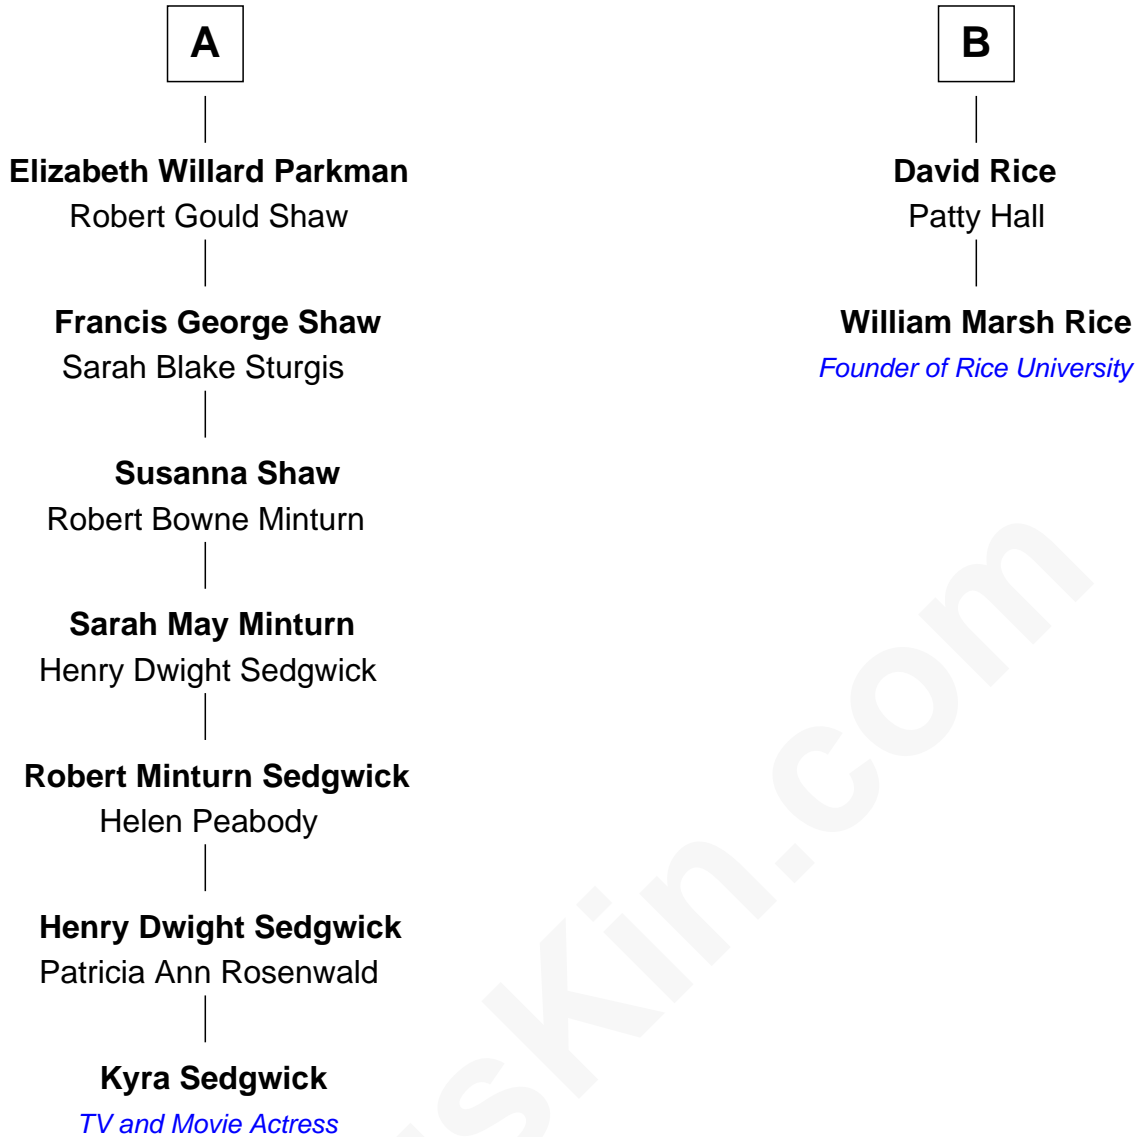 A
Elizabeth Willard Parkman
Robert Gould Shaw
Francis George Shaw
Sarah Blake Sturgis
Susanna Shaw
Robert Bowne Minturn
Sarah May Minturn
Henry Dwight Sedgwick
Robert Minturn Sedgwick
Helen Peabody
Henry Dwight Sedgwick
Patricia Ann Rosenwald
Kyra Sedgwick
TV and Movie Actress
B
David Rice
Patty Hall
William Marsh Rice
Founder of Rice University
sKin.com